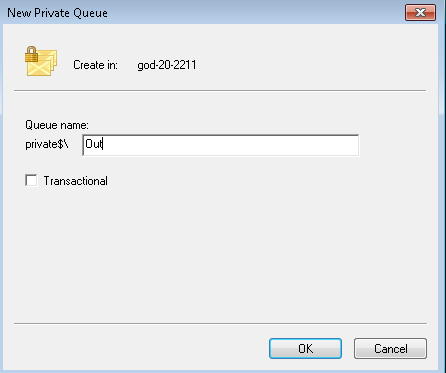 New Private Queue
Create in: god-20-2211
Queue name:
private$\ Out
Transactional
OK Cancel